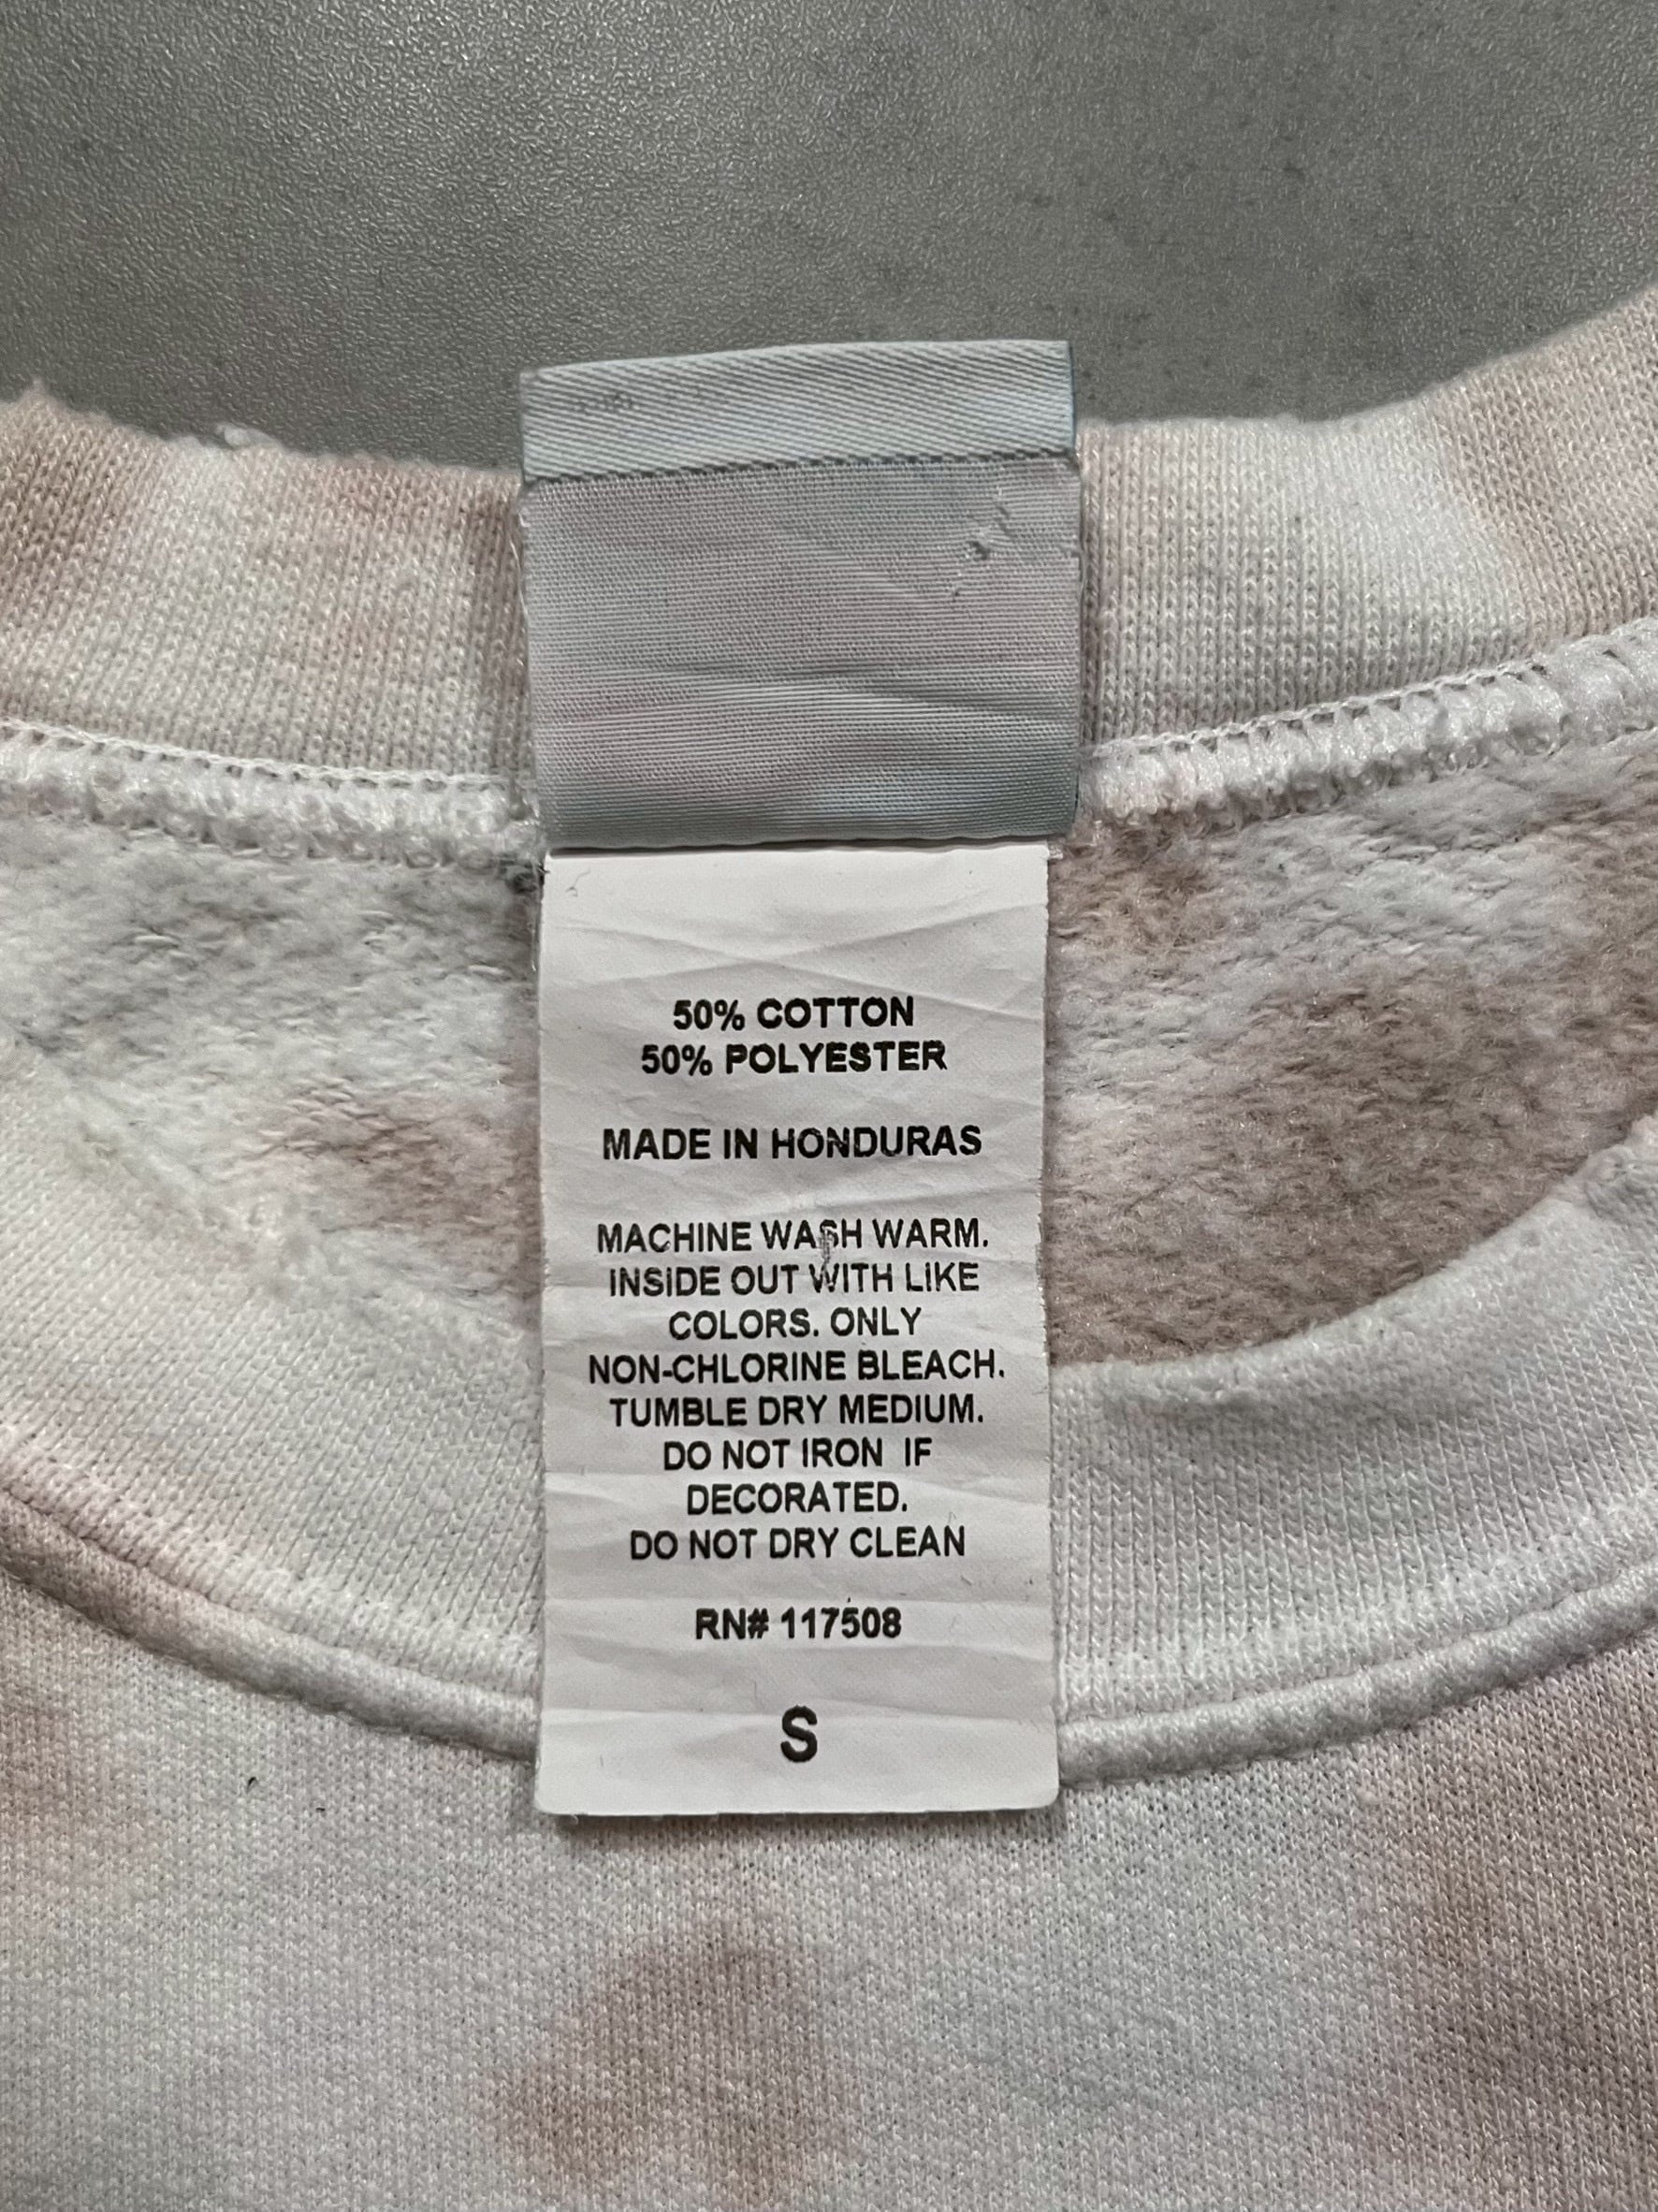 50% COTTON
50% POLYESTER
MADE IN HONDURAS
MACHINE WASH WARM.
INSIDE OUT WITH LIKE
COLORS. ONLY
NON-CHLORINE BLEACH.
TUMBLE DRY MEDIUM.
DO NOT IRON IF
DECORATED.
DO NOT DRY CLEAN
RN# 117508
S